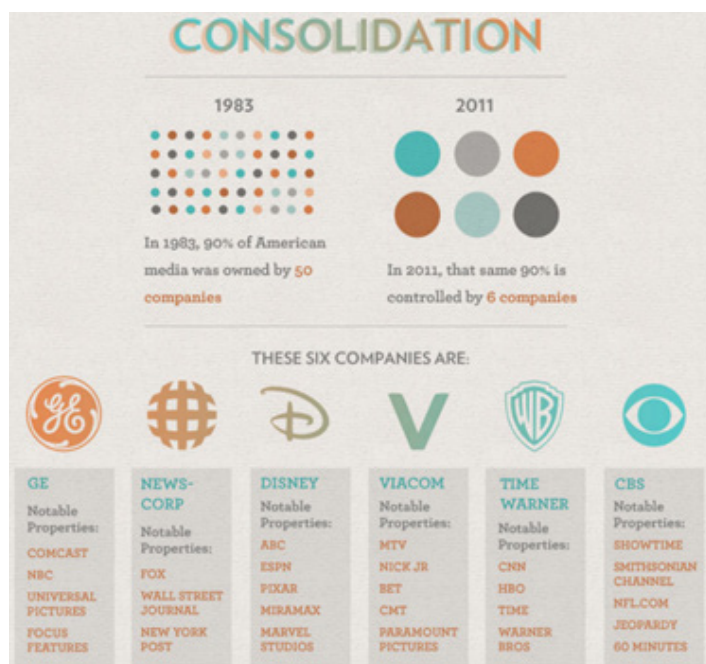 CONSOLIDATION
1983
In 1983, 90% of American
media was owned by 50
companies
2011
In 2011, that same 90% is
controlled by 6 companies
THESE SIX COMPANIES ARE:
GE
WB
GE
Notable
Properties:
COMCAST
NBC
UNIVERSAL
PICTURES
FOCUS
FEATURES
NEWS-
CORP
Notable
Properties:
FOX
WALL STREET
JOURNAL
NEW YORK
POST
DISNEY
Notable
Properties:
ABC
ESPN
PIXAR
MIRAMAX
MARVEL
STUDIOS
VIACOM
Notable
Properties:
MTV
NICK JR
BET
CMT
PARAMOUNT
PICTURES
TIME
WARNER
Notable
Properties:
CNN
HBO
TIME
WARNER
BROS
CBS
Notable
Properties:
SHOWTIME
SMITHSONIAN
CHANNEL
NFL.COM
JEOPARDY
60 MINUTES